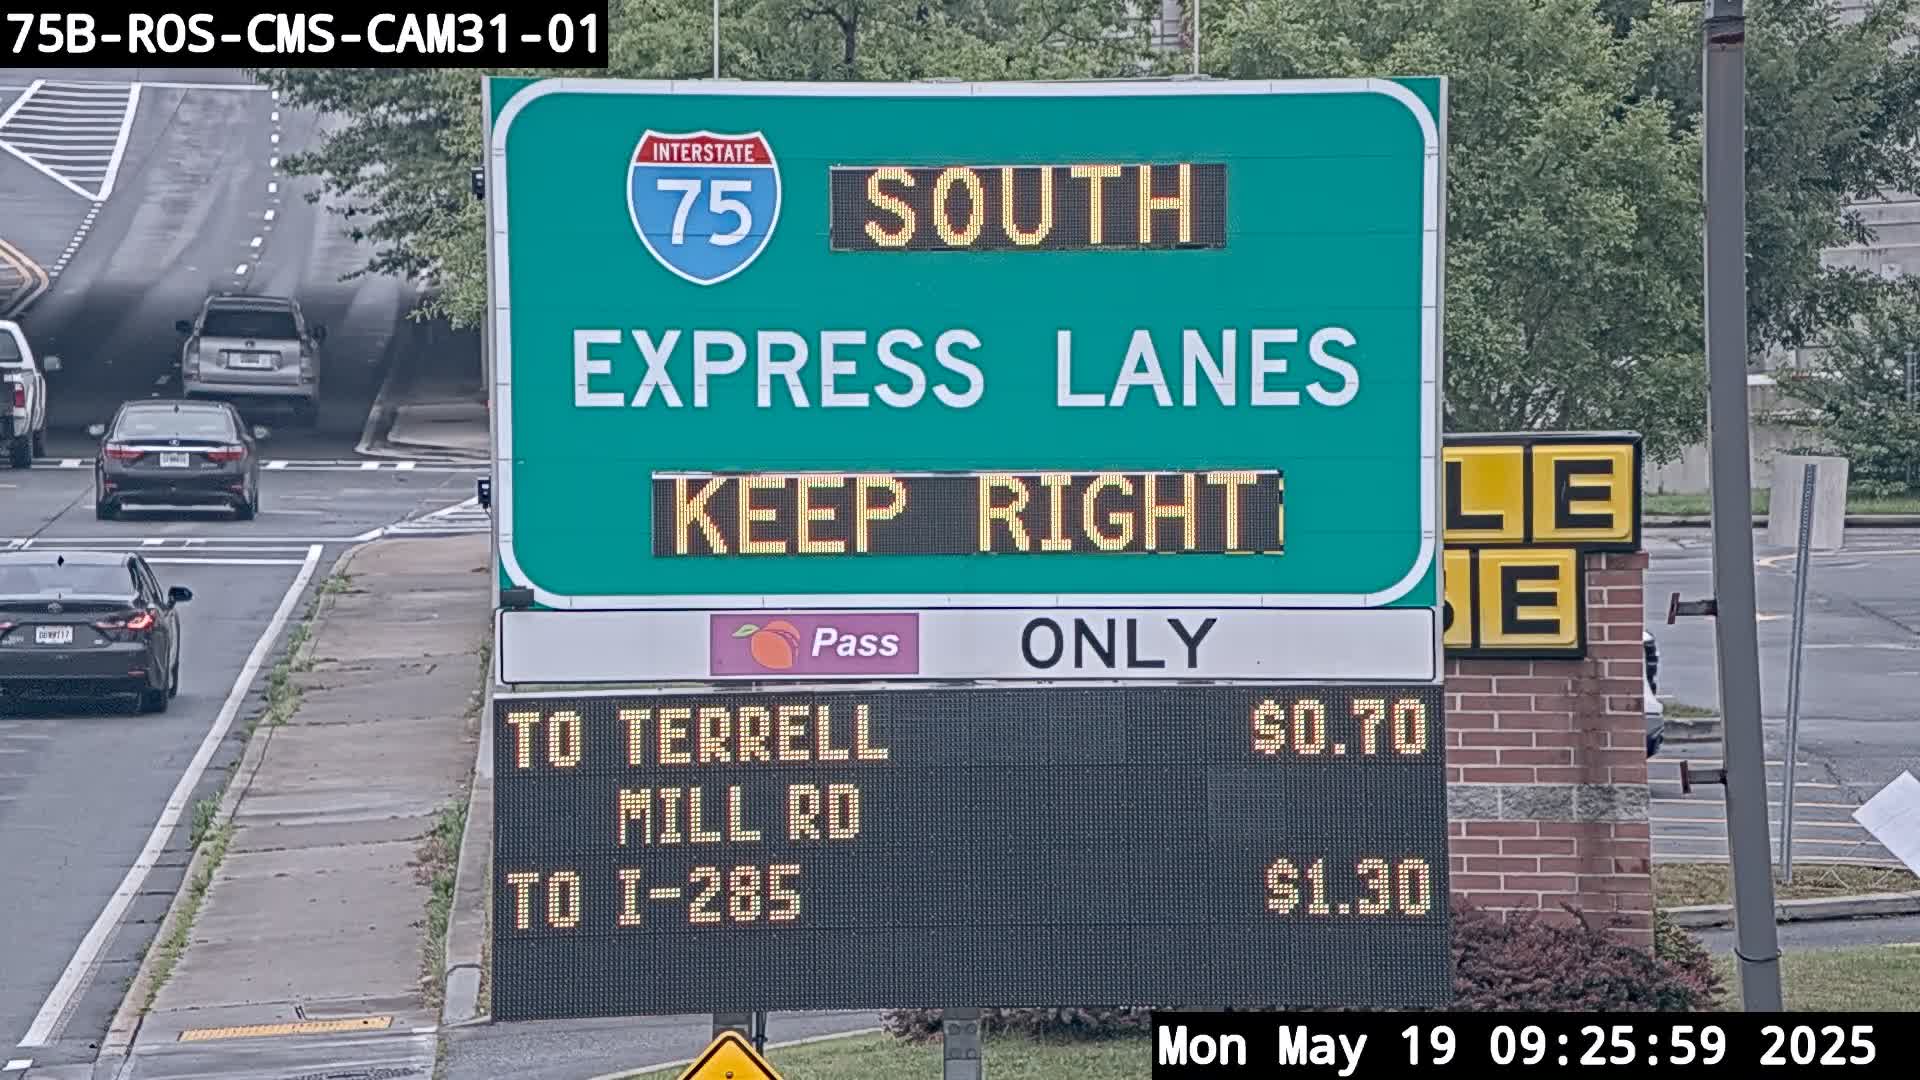 75B-ROS-CMS-CAM31-01
INTERSTATE
75
SOUTH
EXPRESS LANES
KEEP RIGHT
Pass ONLY
TO TERRELL $0.70
MILL RD
TO I-285 $1.30
LE
E
Mon May 19 09:25:59 2025